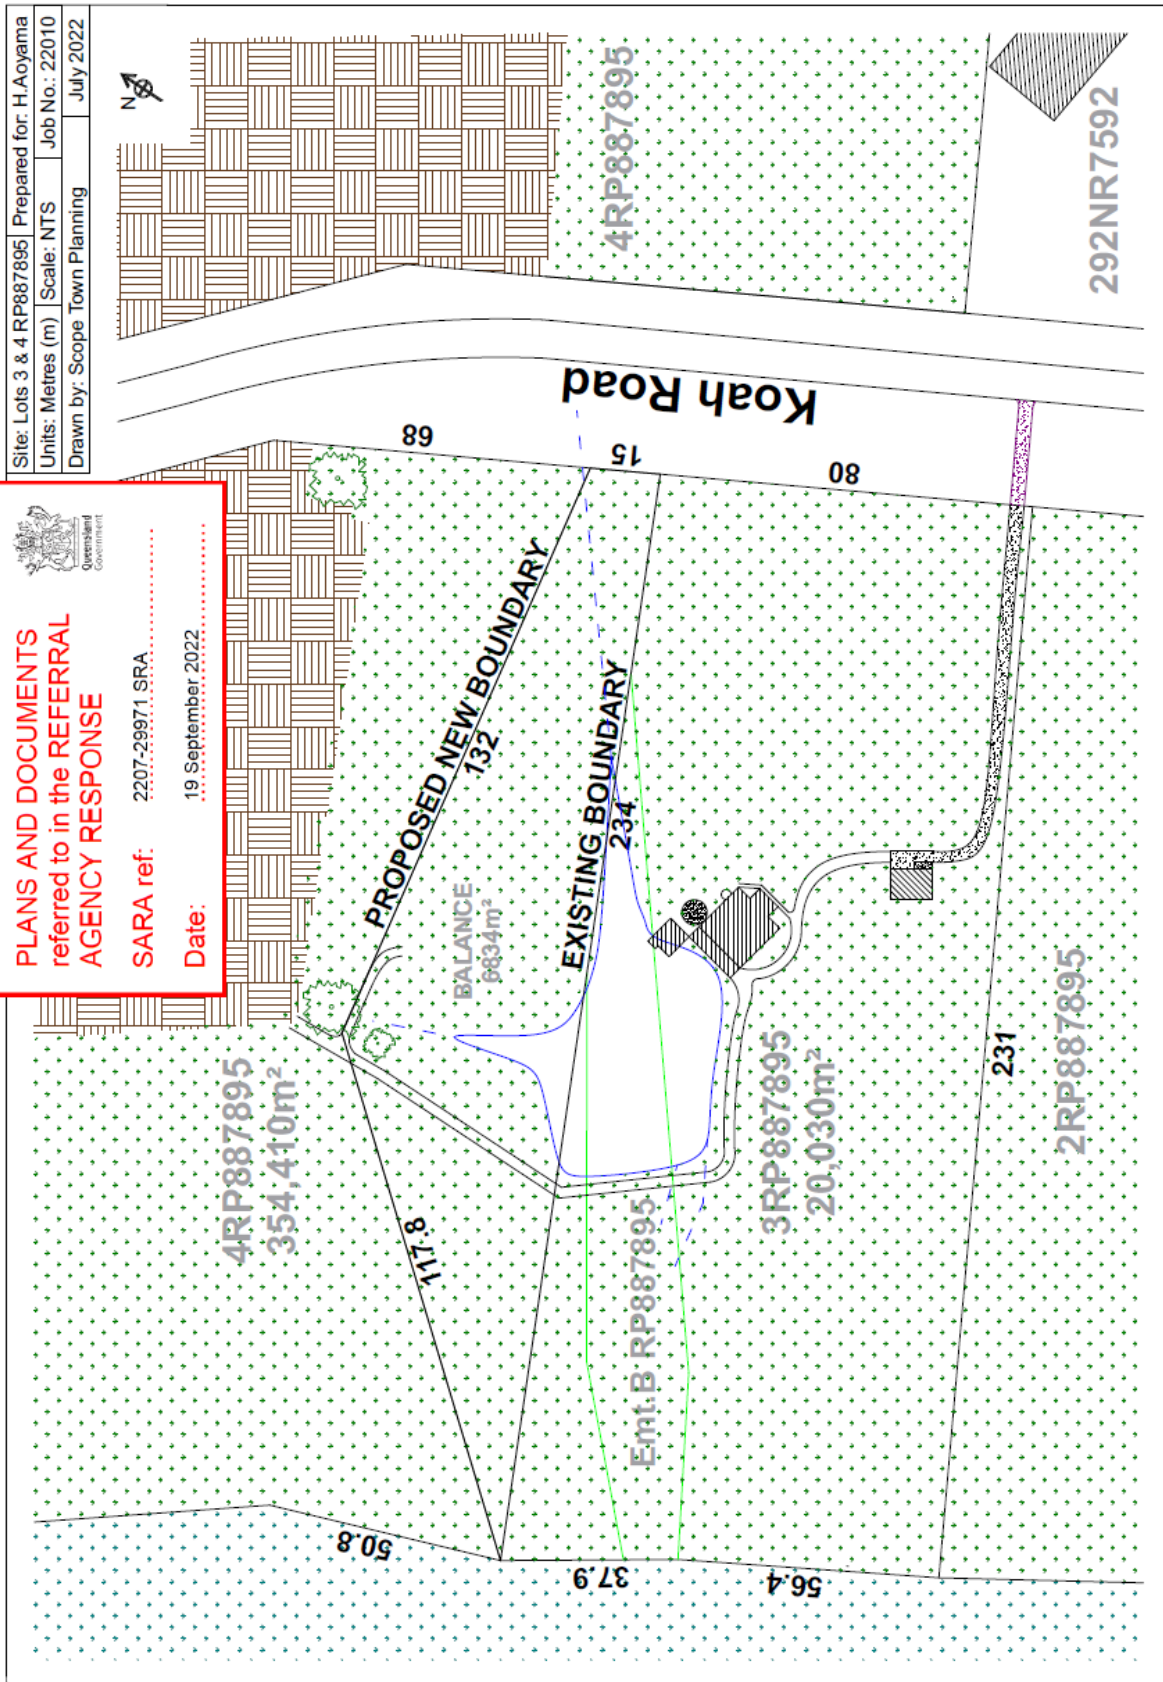 Site: Lots 3 & 4 RP887895
Prepared for: H.Aoyama
Units: Metres (m)
Scale: NTS
Job No.: 22010
Drawn by: Scope Town Planning
July 2022
N
PLANS AND DOCUMENTS
referred to in the REFERRAL
AGENCY RESPONSE
Queensland
Government
SARA ref:
2207-29971 SRA
Date:
19 September 2022
4RP887895
292NR7592
Koah Road
68
15
80
PROPOSED NEW BOUNDARY
132
EXISTING BOUNDARY
234
BALANCE
6834m²
4RP887895
354,410m²
117.8
Emt.B RP887895
3RP887895
20,030m²
231
2RP887895
50.8
37.9
56.4